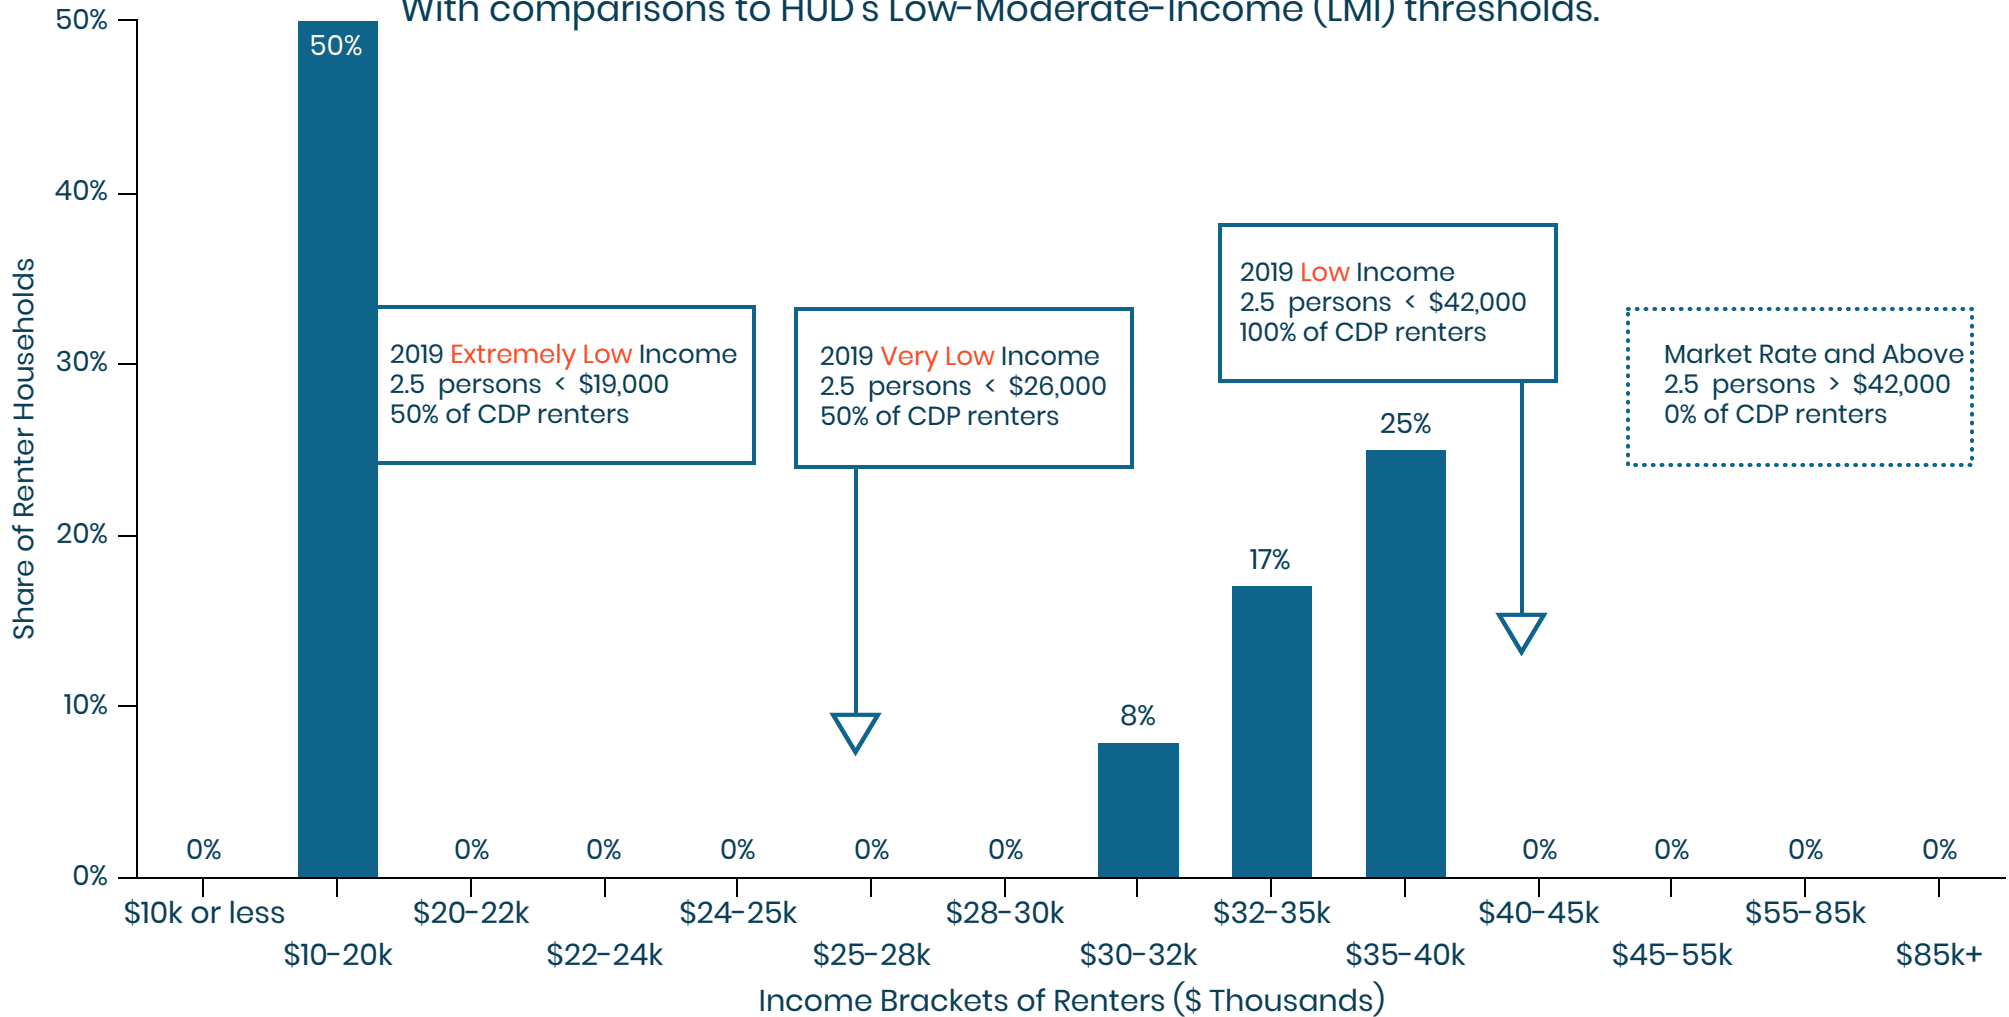 With comparisons to HUD's Low-Moderate-Income (LMI) thresholds.
Share of Renter Households
50%
40%
30%
20%
10%
0%
50%
2019 Extremely Low Income
2.5 persons < $19,000
50% of CDP renters
2019 Very Low Income
2.5 persons < $26,000
50% of CDP renters
2019 Low Income
2.5 persons < $42,000
100% of CDP renters
Market Rate and Above
2.5 persons > $42,000
0% of CDP renters
0%
0%
0%
0%
0%
0%
8%
17%
25%
0%
0%
0%
0%
$10k or less
$10-20k
$20-22k
$22-24k
$24-25k
$25-28k
$28-30k
$30-32k
$32-35k
$35-40k
$40-45k
$45-55k
$55-85k
$85k+
Income Brackets of Renters ($ Thousands)